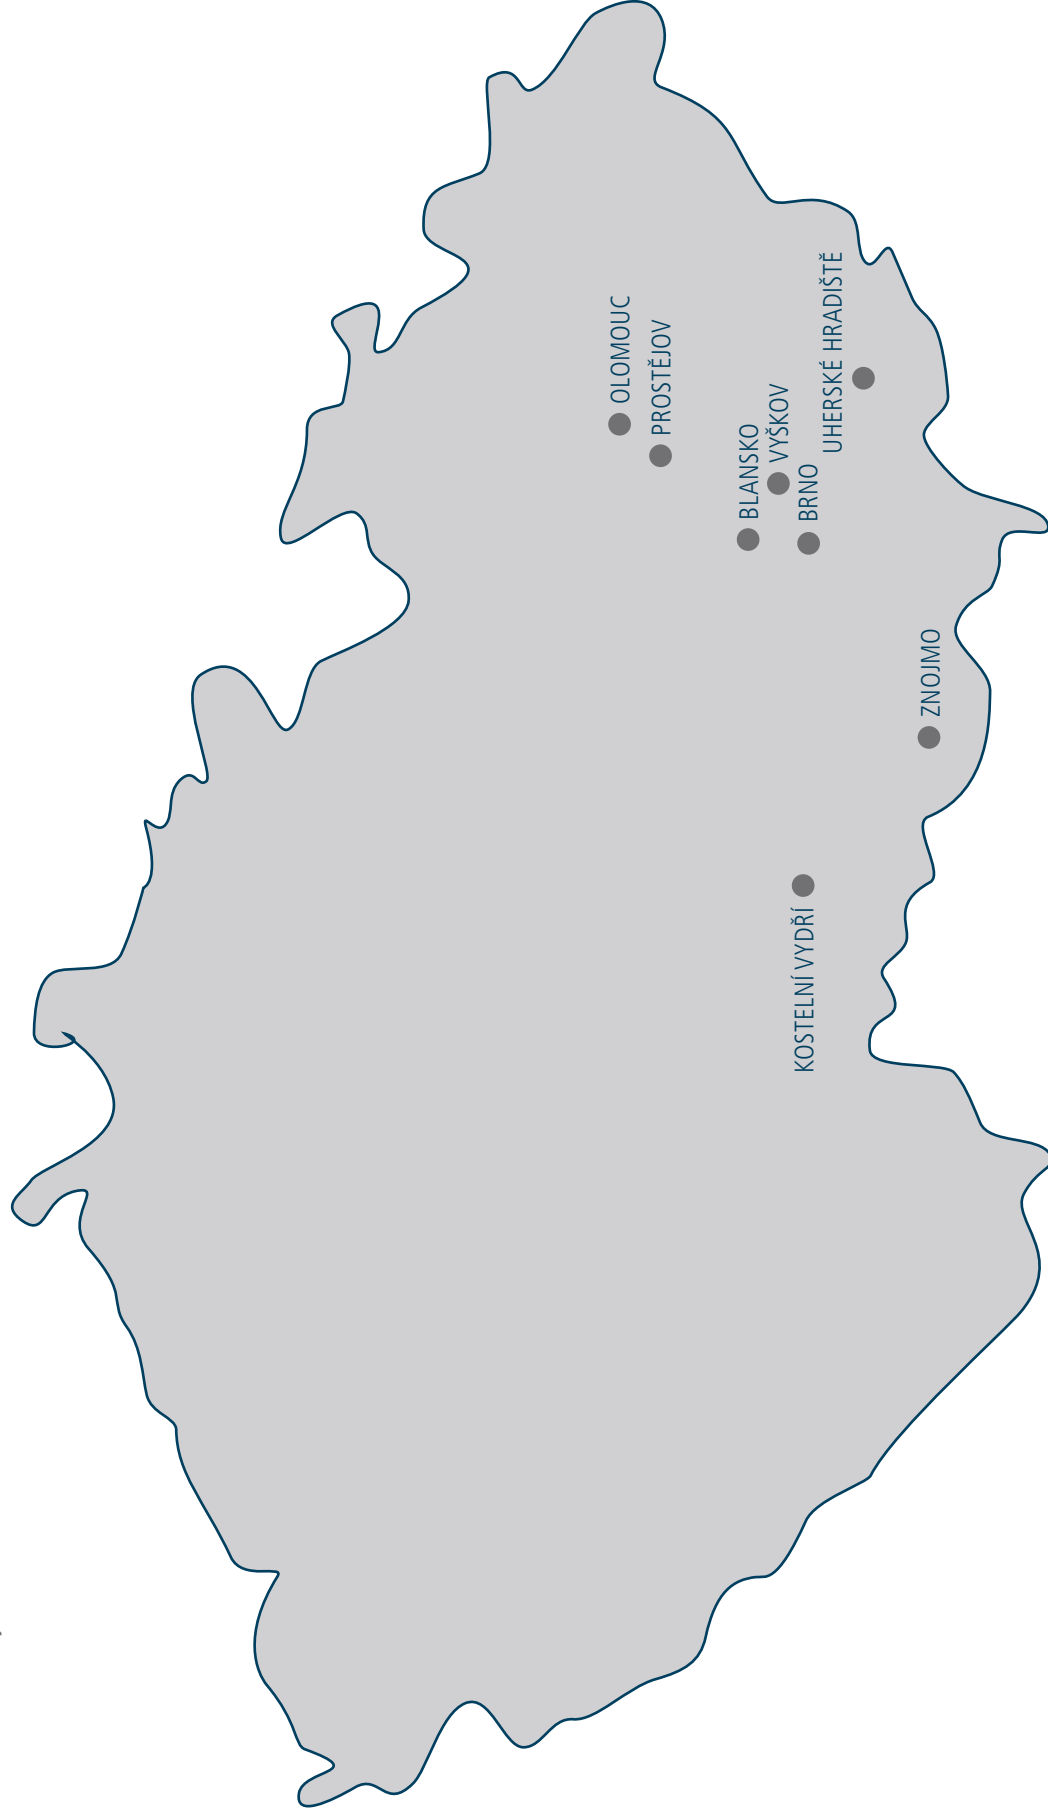 OLOMOUC
PROSTĚJOV
BLANSKO
VYŠKOV
BRNO
UHERSKÉ HRADIŠTĚ
ZNOJMO
KOSTELNÍ VYDŘÍ